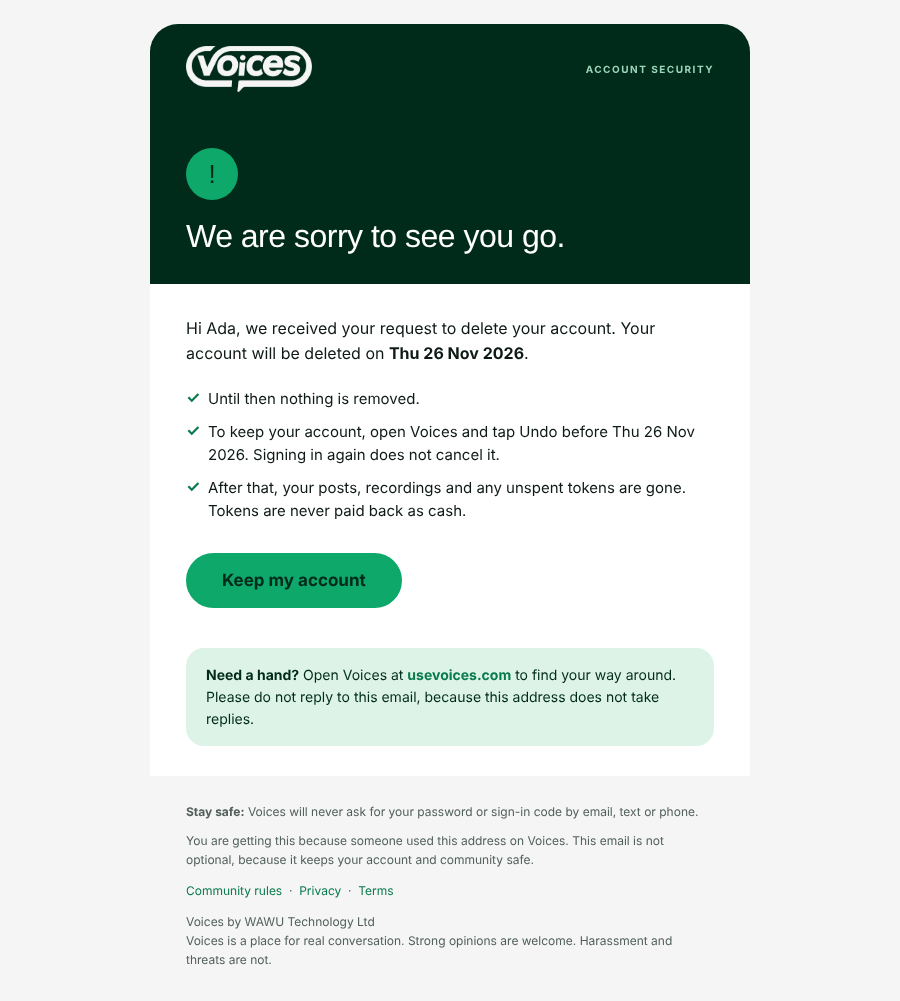 Voices
ACCOUNT SECURITY
!
We are sorry to see you go.
Hi Ada, we received your request to delete your account. Your
account will be deleted on Thu 26 Nov 2026.
Until then nothing is removed.
To keep your account, open Voices and tap Undo before Thu 26 Nov
2026. Signing in again does not cancel it.
After that, your posts, recordings and any unspent tokens are gone.
Tokens are never paid back as cash.
Keep my account
Need a hand? Open Voices at usevoices.com to find your way around.
Please do not reply to this email, because this address does not take
replies.
Stay safe: Voices will never ask for your password or sign-in code by email, text or phone.
You are getting this because someone used this address on Voices. This email is not
optional, because it keeps your account and community safe.
Community rules · Privacy · Terms
Voices by WAWU Technology Ltd
Voices is a place for real conversation. Strong opinions are welcome. Harassment and
threats are not.